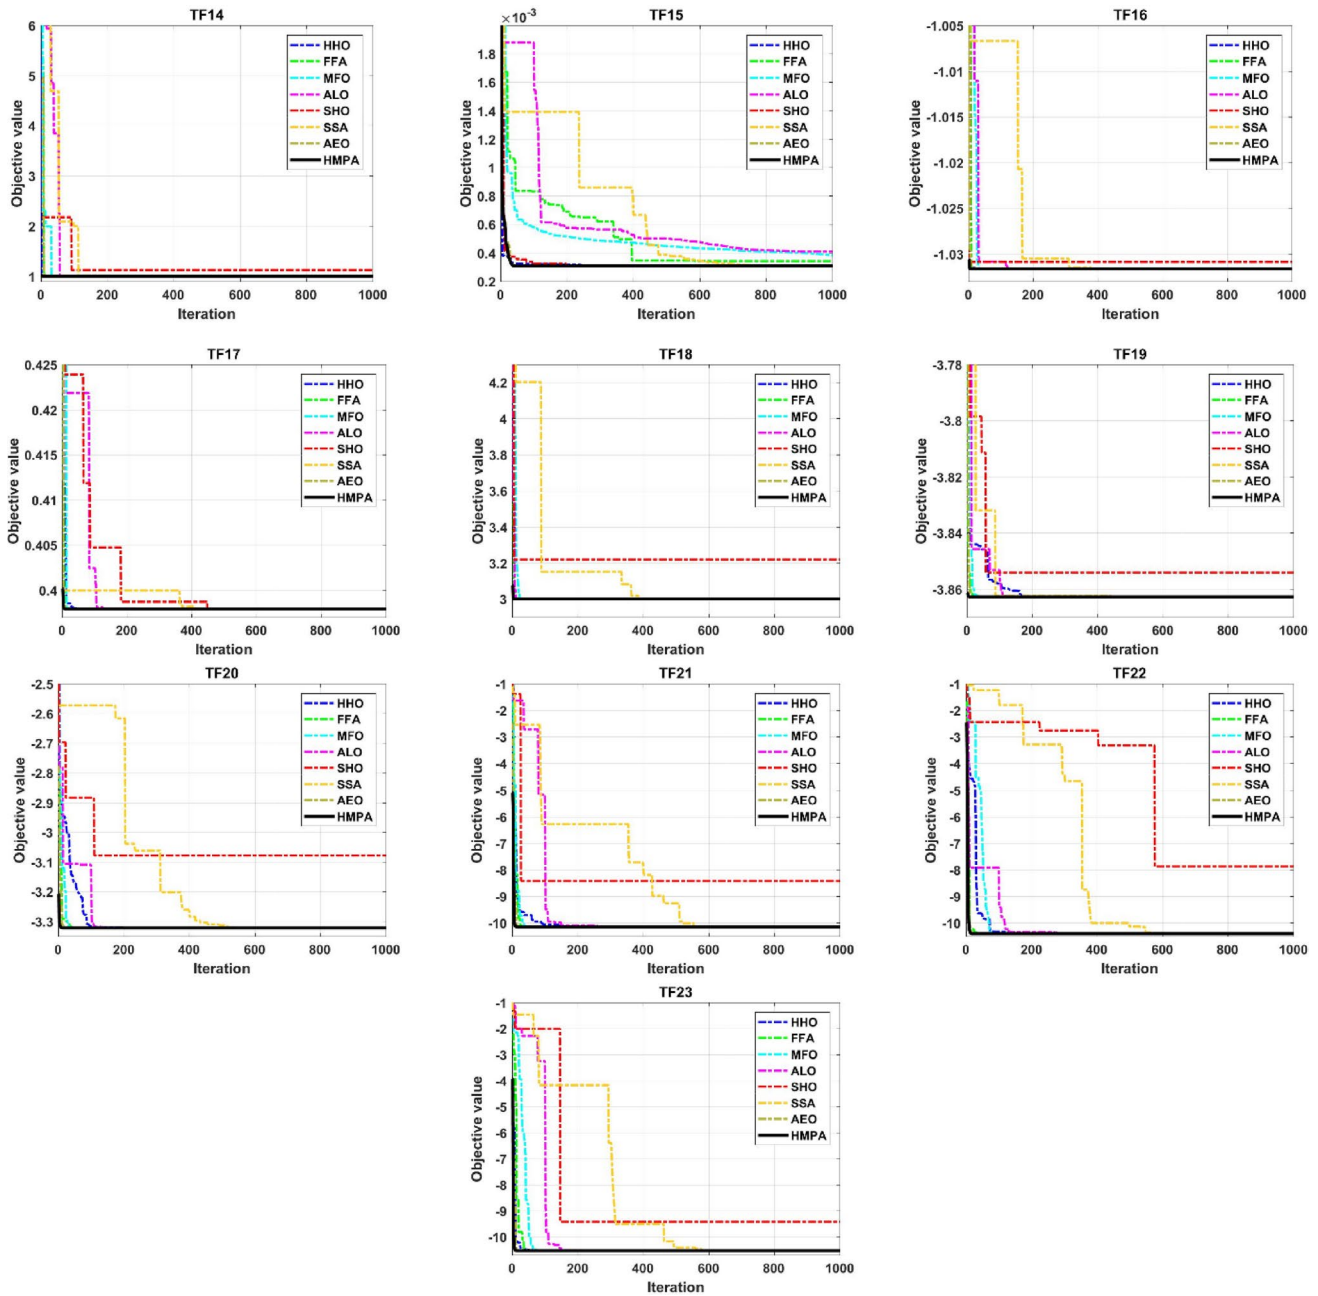 TF14
6
5
4
3
2
1
0 200 400 600 800 1000
Objective value
Iteration
HHO
FFA
MFO
ALO
SHO
SSA
AEO
HMPA
TF15
×10⁻³
1.8
1.6
1.4
1.2
1
0.8
0.6
0.4
0.2
0 200 400 600 800 1000
Objective value
Iteration
HHO
FFA
MFO
ALO
SHO
SSA
AEO
HMPA
TF16
-1.005
-1.01
-1.015
-1.02
-1.025
-1.03
0 200 400 600 800 1000
Objective value
Iteration
HHO
FFA
MFO
ALO
SHO
SSA
AEO
HMPA
TF17
0.425
0.42
0.415
0.41
0.405
0.4
0 200 400 600 800 1000
Objective value
Iteration
HHO
FFA
MFO
ALO
SHO
SSA
AEO
HMPA
TF18
4.2
4
3.8
3.6
3.4
3.2
3
0 200 400 600 800 1000
Objective value
Iteration
HHO
FFA
MFO
ALO
SHO
SSA
AEO
HMPA
TF19
-3.78
-3.8
-3.82
-3.84
-3.86
0 200 400 600 800 1000
Objective value
Iteration
HHO
FFA
MFO
ALO
SHO
SSA
AEO
HMPA
TF20
-2.5
-2.6
-2.7
-2.8
-2.9
-3
-3.1
-3.2
-3.3
0 200 400 600 800 1000
Objective value
Iteration
HHO
FFA
MFO
ALO
SHO
SSA
AEO
HMPA
TF21
-1
-2
-3
-4
-5
-6
-7
-8
-9
-10
0 200 400 600 800 1000
Objective value
Iteration
HHO
FFA
MFO
ALO
SHO
SSA
AEO
HMPA
TF22
-1
-2
-3
-4
-5
-6
-7
-8
-9
-10
0 200 400 600 800 1000
Objective value
Iteration
HHO
FFA
MFO
ALO
SHO
SSA
AEO
HMPA
TF23
-1
-2
-3
-4
-5
-6
-7
-8
-9
-10
0 200 400 600 800 1000
Objective value
Iteration
HHO
FFA
MFO
ALO
SHO
SSA
AEO
HMPA